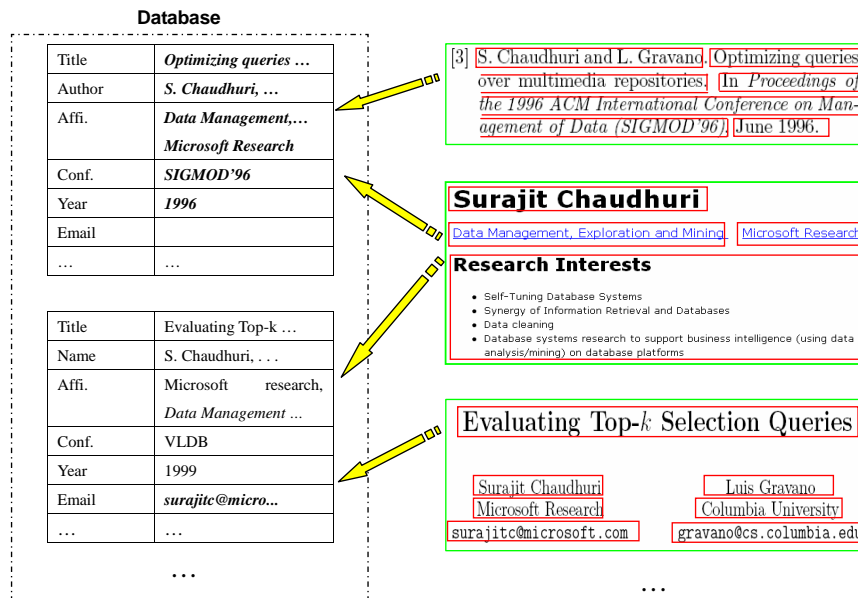 Database
Title Optimizing queries …
Author S. Chaudhuri, …
Affi. Data Management,…
Microsoft Research
Conf. SIGMOD’96
Year 1996
Email
… …
Title Evaluating Top-k …
Name S. Chaudhuri, . . .
Affi. Microsoft research,
Data Management …
Conf. VLDB
Year 1999
Email surajitc@micro...
… …
…
[3] S. Chaudhuri and L. Gravano. Optimizing queries
over multimedia repositories. In Proceedings of
the 1996 ACM International Conference on Man-
agement of Data (SIGMOD'96), June 1996.
Surajit Chaudhuri
Data Management, Exploration and Mining Microsoft Research
Research Interests
• Self-Tuning Database Systems
• Synergy of Information Retrieval and Databases
• Data cleaning
• Database systems research to support business intelligence (using data
analysis/mining) on database platforms
Evaluating Top-k Selection Queries
Surajit Chaudhuri Luis Gravano
Microsoft Research Columbia University
surajitc@microsoft.com gravano@cs.columbia.edu
…